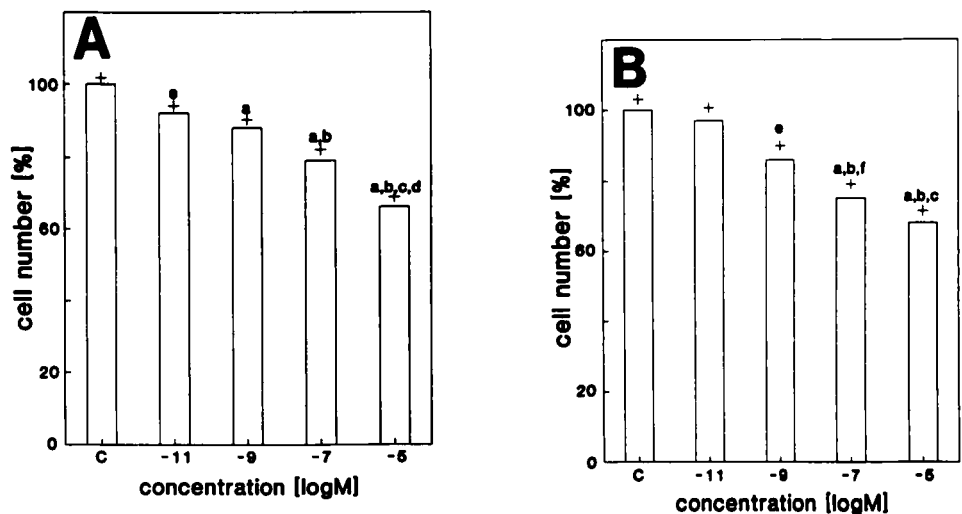 A
cell number [%]
100
60
20
0
e
a
a,b
a,b,c,d
C -11 -9 -7 -5
concentration [logM]
B
cell number [%]
100
60
20
0
e
a,b,f
a,b,c
C -11 -9 -7 -5
concentration [logM]